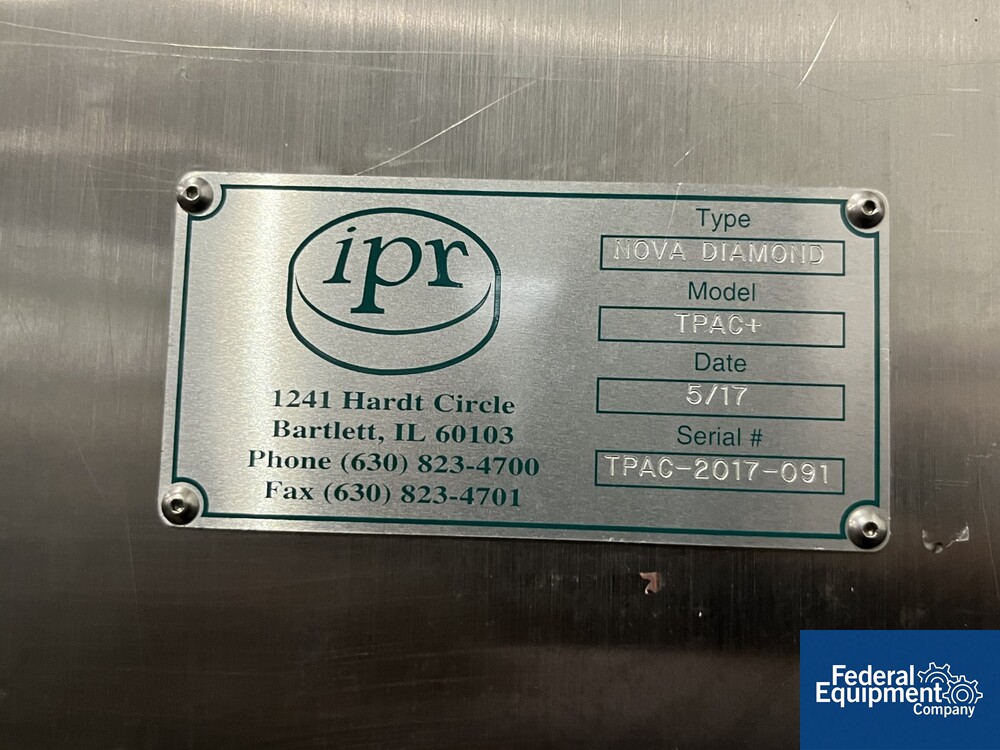 ipr
1241 Hardt Circle
Bartlett, IL 60103
Phone (630) 823-4700
Fax (630) 823-4701
Type
NOVA DIAMOND
Model
TPAC+
Date
5/17
Serial #
TPAC-2017-091
Federal
Equipment
Company